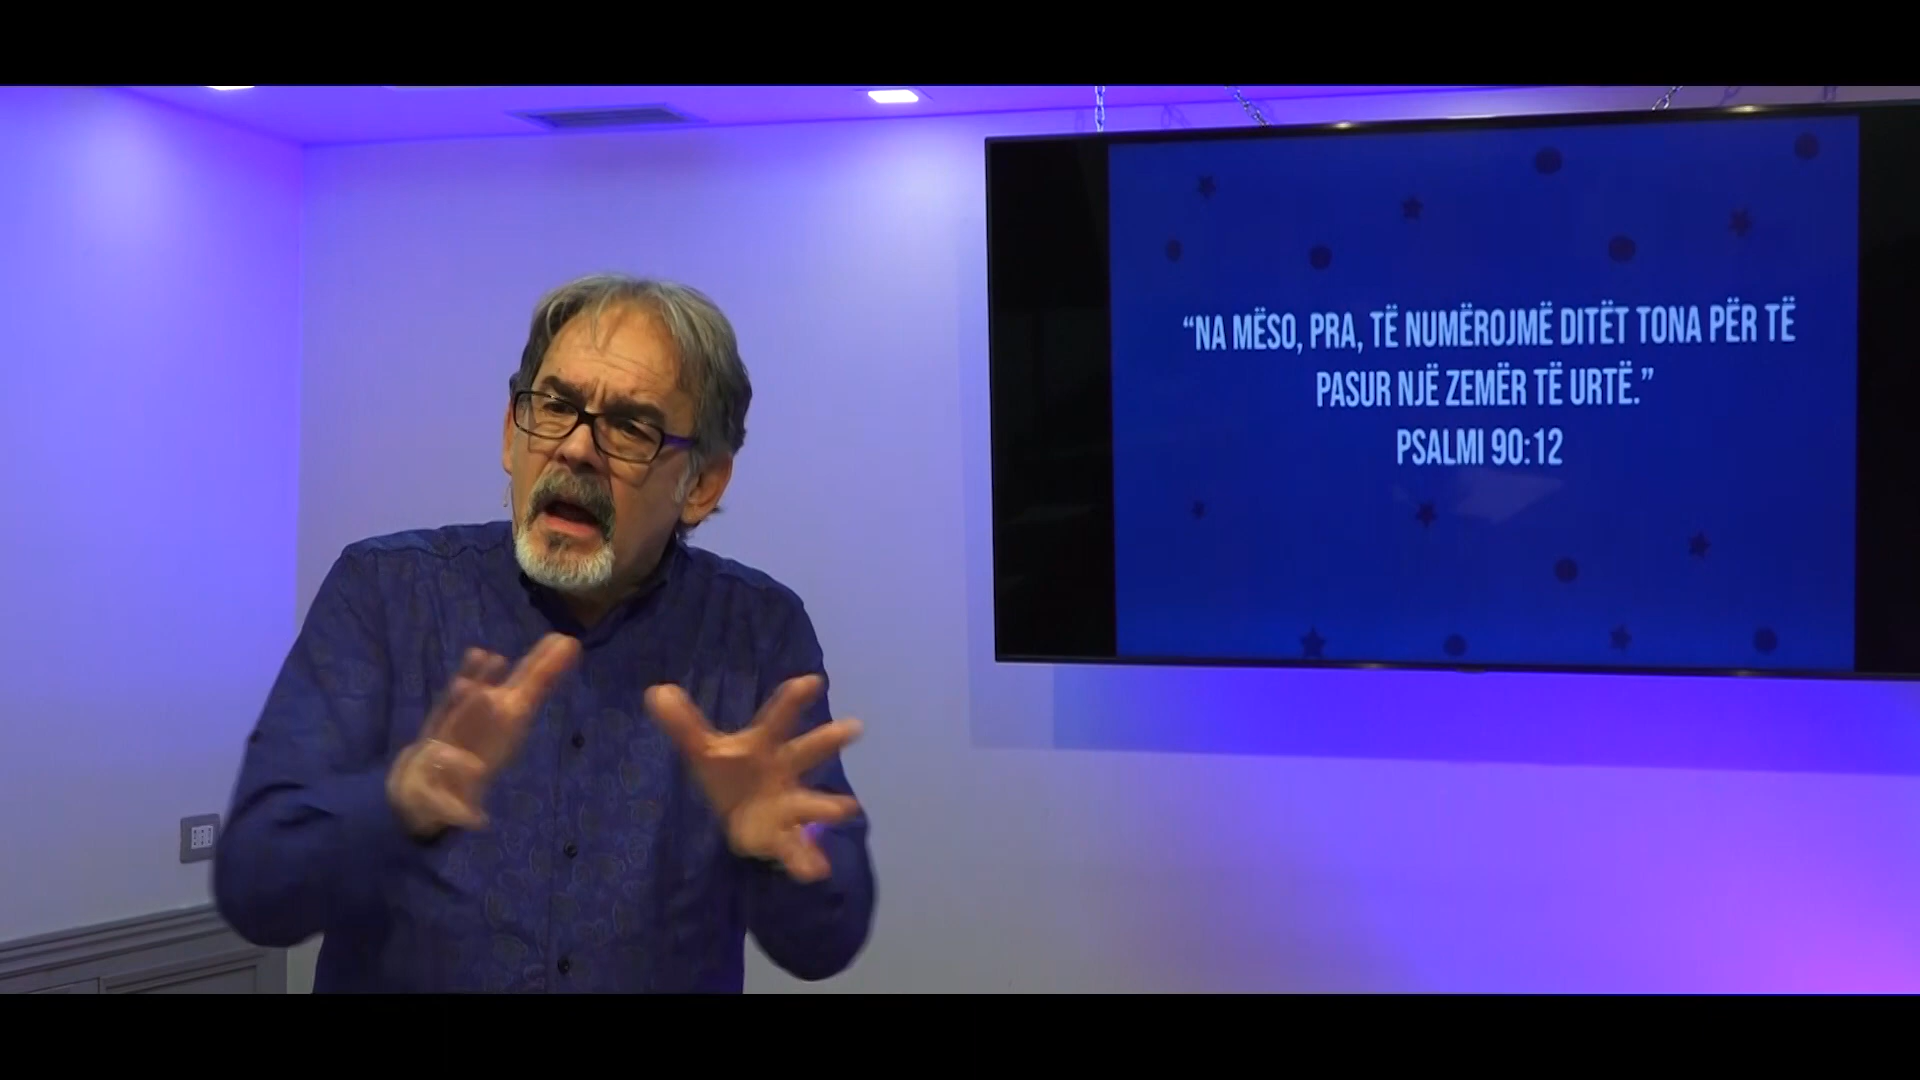 “NA MËSO, PRA, TË NUMËROJMË DITËT TONA PËR TË
PASUR NJË ZEMËR TË URTË.”
PSALMI 90:12